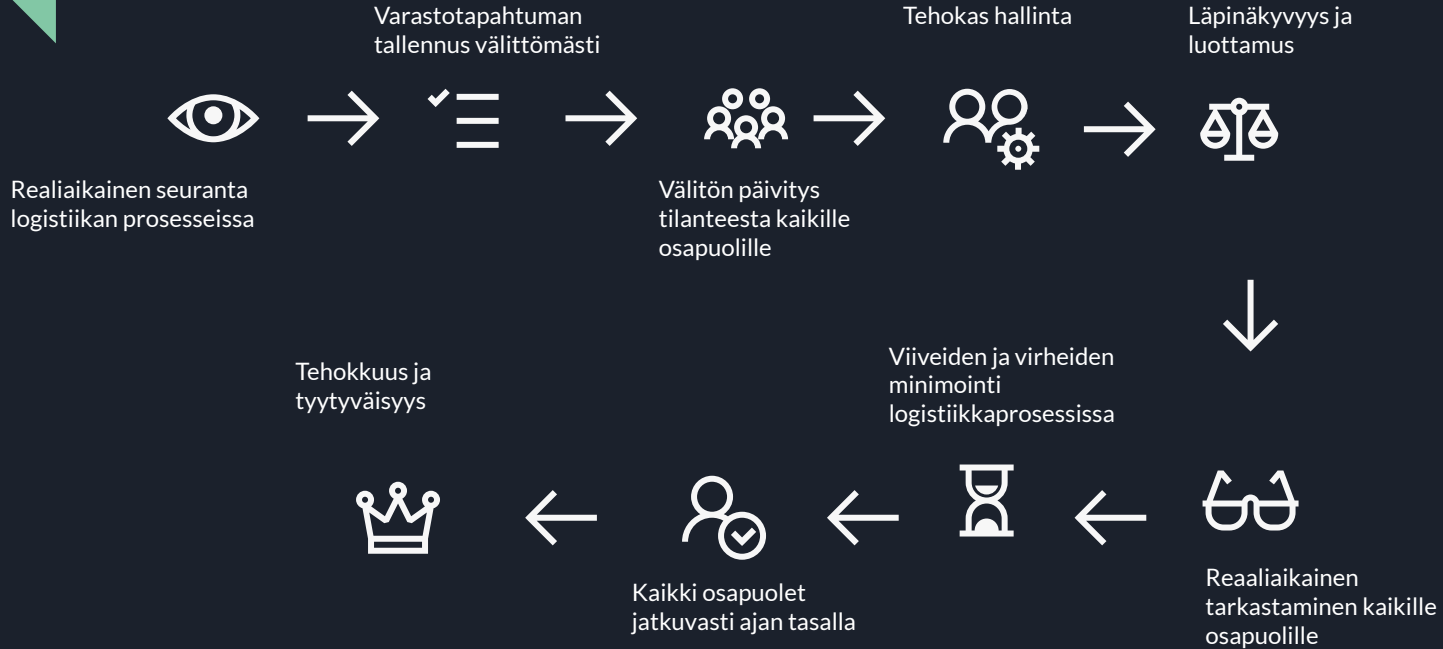 Realiaikainen seuranta
logistiikan prosesseissa
Varastotapahtuman
tallennus välittömästi
Välitön päivitys
tilanteesta kaikille
osapuolille
Tehokas hallinta
Läpinäkyvyys ja
luottamus
Reaaliaikainen
tarkastaminen kaikille
osapuolille
Viiveiden ja virheiden
minimointi
logistiikkaprosessissa
Kaikki osapuolet
jatkuvasti ajan tasalla
Tehokkuus ja
tyytyväisyys